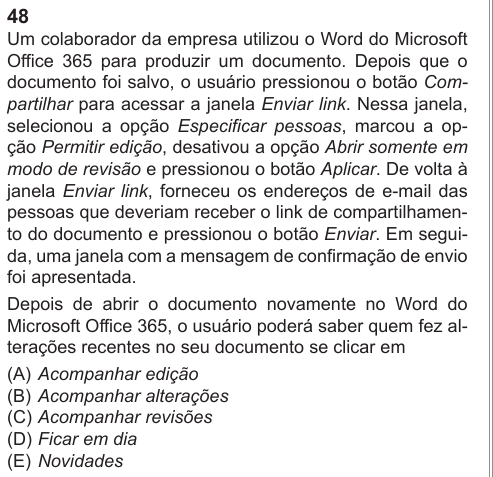 48
Um colaborador da empresa utilizou o Word do Microsoft
Office 365 para produzir um documento. Depois que o
documento foi salvo, o usuário pressionou o botão Com-
partilhar para acessar a janela Enviar link. Nessa janela,
selecionou a opção Especificar pessoas, marcou a op-
ção Permitir edição, desativou a opção Abrir somente em
modo de revisão e pressionou o botão Aplicar. De volta à
janela Enviar link, forneceu os endereços de e-mail das
pessoas que deveriam receber o link de compartilhamen-
to do documento e pressionou o botão Enviar. Em segui-
da, uma janela com a mensagem de confirmação de envio
foi apresentada.
Depois de abrir o documento novamente no Word do
Microsoft Office 365, o usuário poderá saber quem fez al-
terações recentes no seu documento se clicar em
(A) Acompanhar edição
(B) Acompanhar alterações
(C) Acompanhar revisões
(D) Ficar em dia
(E) Novidades